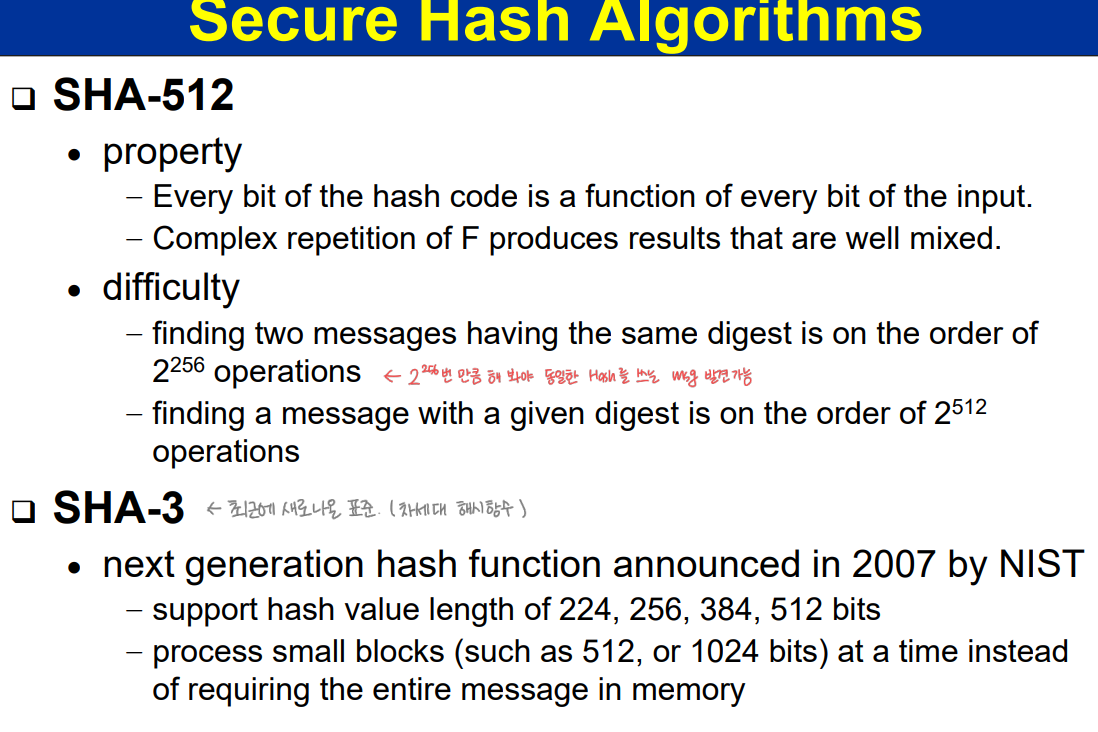 Secure Hash Algorithms
❑ SHA-512
• property
– Every bit of the hash code is a function of every bit of the input.
– Complex repetition of F produces results that are well mixed.
• difficulty
– finding two messages having the same digest is on the order of
2²⁵⁶ operations ← 2²⁵⁶번 만큼 해 봐야 동일한 Hash를 쓰는 msg 발견가능
– finding a message with a given digest is on the order of 2⁵¹²
operations
❑ SHA-3 ← 최근에 새로나온 표준. (차세대 해시함수)
• next generation hash function announced in 2007 by NIST
– support hash value length of 224, 256, 384, 512 bits
– process small blocks (such as 512, or 1024 bits) at a time instead
of requiring the entire message in memory